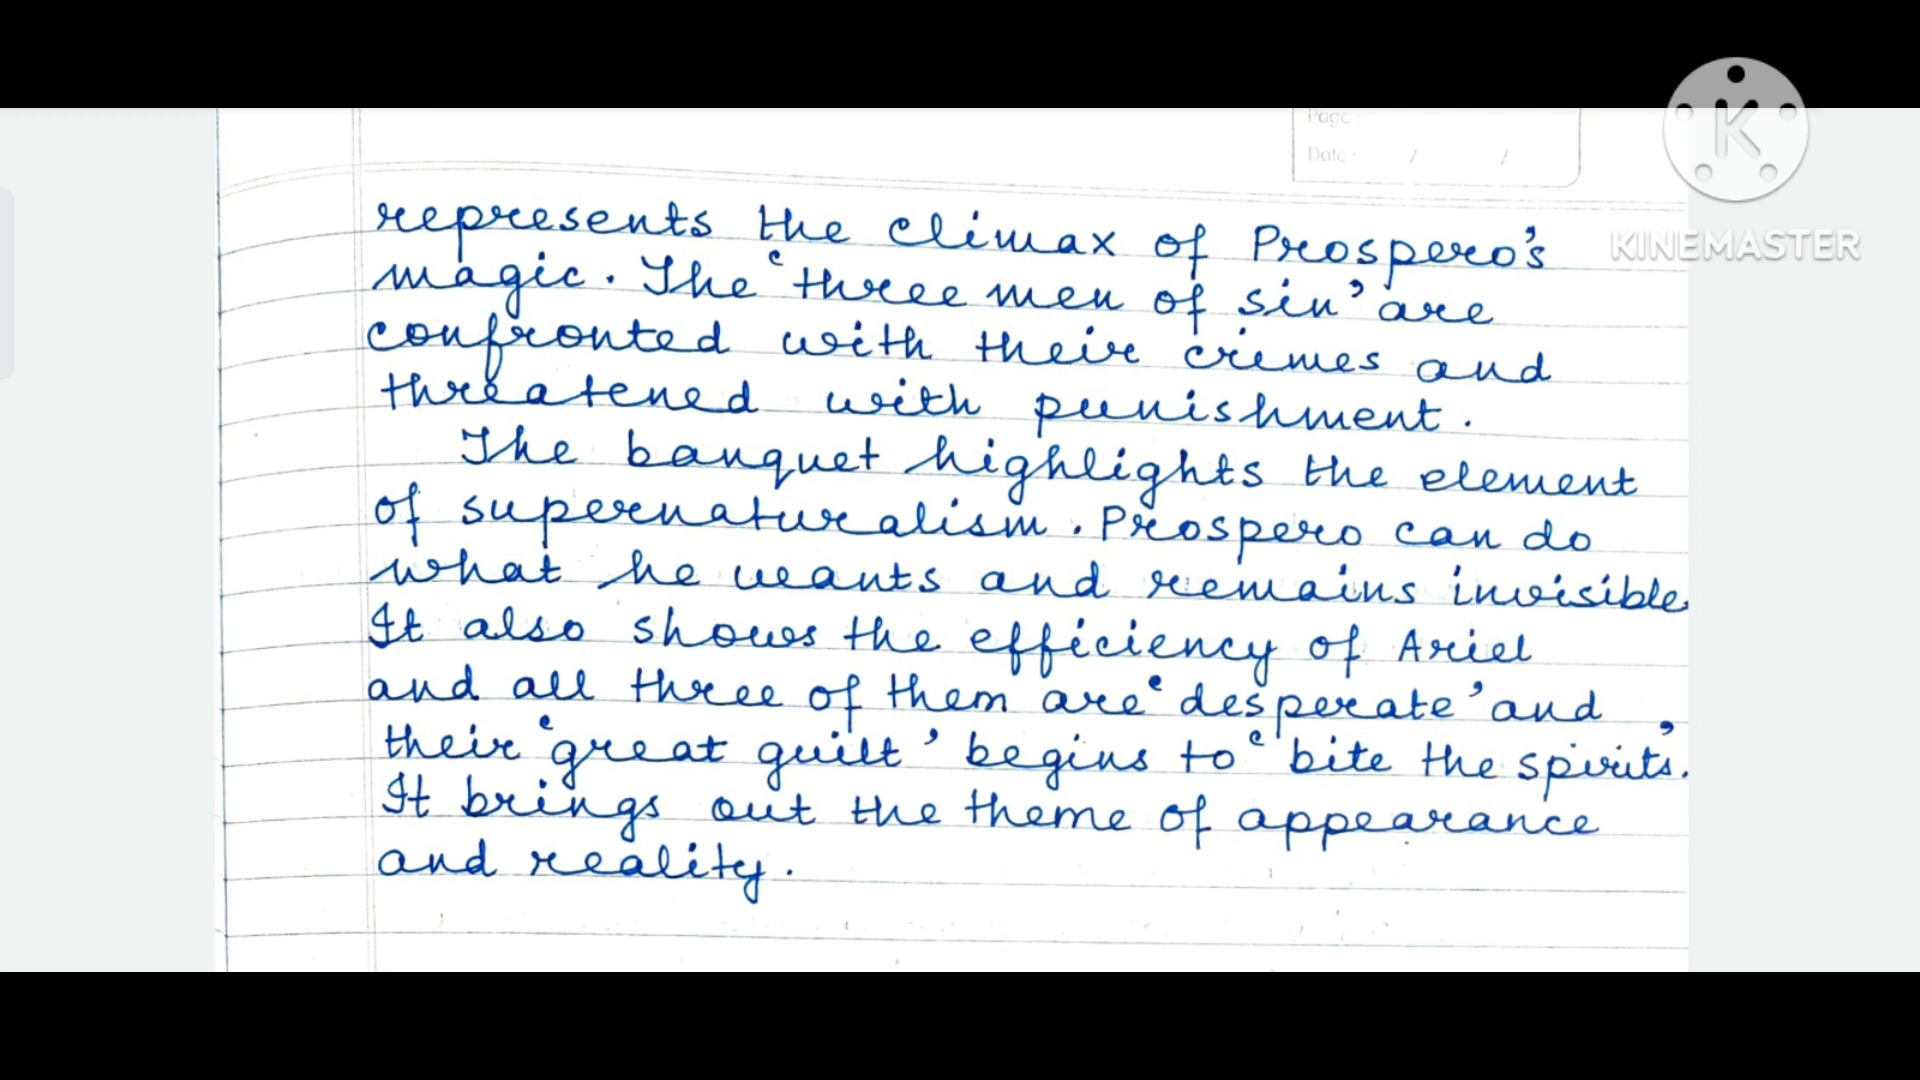 Page :
Date : / /
KINEMASTER
represents the climax of Prospero's
magic. The 'three men of sin' are
confronted with their crimes and
threatened with punishment.
The banquet highlights the element
of supernaturalism. Prospero can do
what he wants and remains invisible.
It also shows the efficiency of Ariel
and all three of them are 'desperate' and
their 'great guilt' begins to 'bite the spirits'.
It brings out the theme of appearance
and reality.